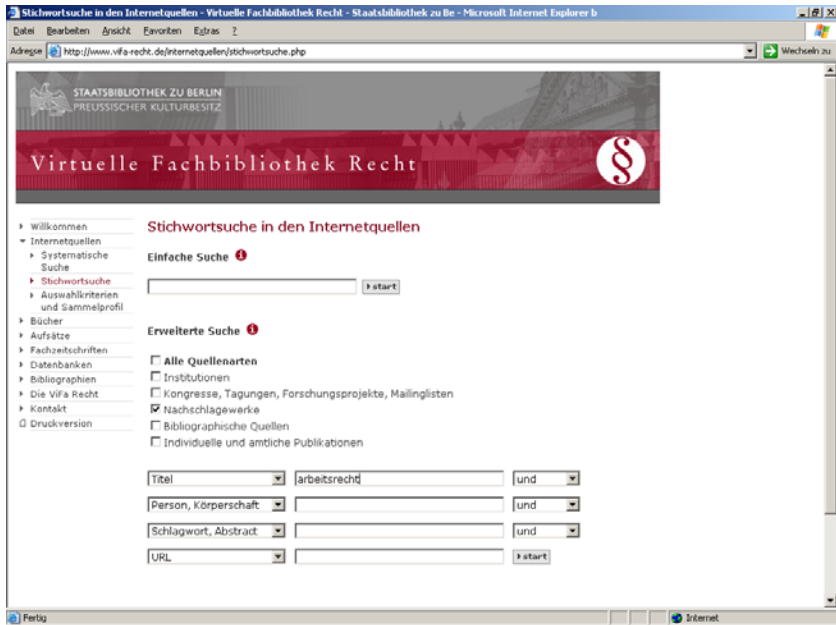 Stichwortsuche in den Internetquellen - Virtuelle Fachbibliothek Recht - Staatsbibliothek zu Be - Microsoft Internet Explorer b
Datei Bearbeiten Ansicht Favoriten Extras ?
Adresse http://www.vifa-recht.de/internetquellen/stichwortsuche.php Wechseln zu
STAATSBIBLIOTHEK ZU BERLIN
PREUSSISCHER KULTURBESITZ
Virtuelle Fachbibliothek Recht §
Willkommen
Internetquellen
Systematische
Suche
Stichwortsuche
Auswahlkriterien
und Sammelprofil
Bücher
Aufsätze
Fachzeitschriften
Datenbanken
Bibliographien
Die ViFa Recht
Kontakt
Druckversion
Stichwortsuche in den Internetquellen
Einfache Suche i
start
Erweiterte Suche i
Alle Quellenarten
Institutionen
Kongresse, Tagungen, Forschungsprojekte, Mailinglisten
Nachschlagewerke
Bibliographische Quellen
Individuelle und amtliche Publikationen
Titel arbeitsrecht und
Person, Körperschaft und
Schlagwort, Abstract und
URL start
Fertig Internet